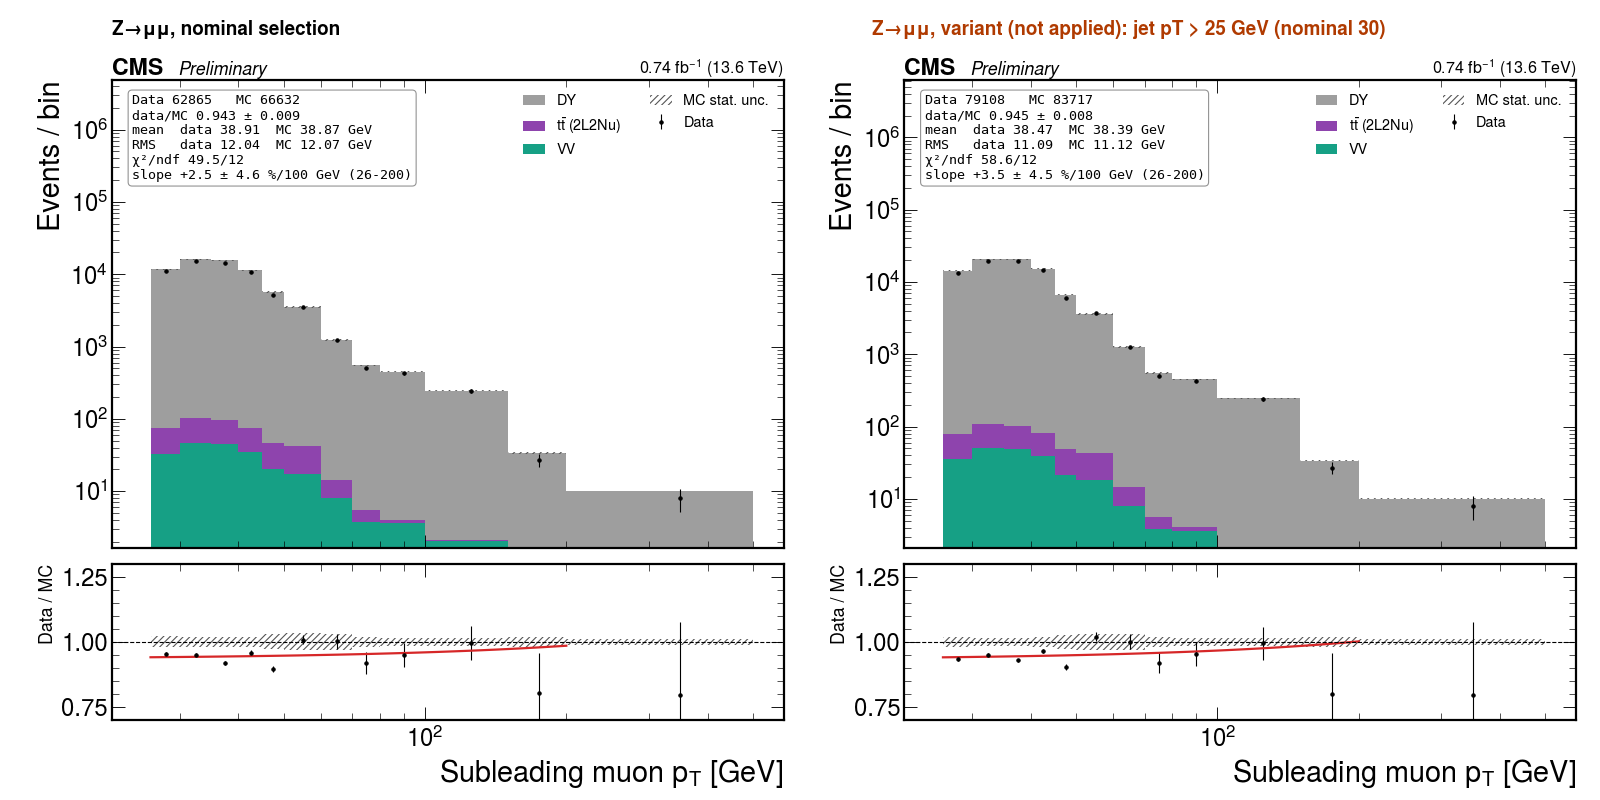 Z→μμ, nominal selection
CMS Preliminary 0.74 fb⁻¹ (13.6 TeV)
Data 62865 MC 66632
data/MC 0.943 ± 0.009
mean data 38.91 MC 38.87 GeV
RMS data 12.04 MC 12.07 GeV
χ²/ndf 49.5/12
slope +2.5 ± 4.6 %/100 GeV (26-200)
DY
tt̄ (2L2Nu)
VV
MC stat. unc.
Data
Events / bin
10⁶
10⁵
10⁴
10³
10²
10¹
Data / MC
1.25
1.00
0.75
10²
Subleading muon p_T [GeV]
Z→μμ, variant (not applied): jet pT > 25 GeV (nominal 30)
CMS Preliminary 0.74 fb⁻¹ (13.6 TeV)
Data 79108 MC 83717
data/MC 0.945 ± 0.008
mean data 38.47 MC 38.39 GeV
RMS data 11.09 MC 11.12 GeV
χ²/ndf 58.6/12
slope +3.5 ± 4.5 %/100 GeV (26-200)
DY
tt̄ (2L2Nu)
VV
MC stat. unc.
Data
Events / bin
10⁶
10⁵
10⁴
10³
10²
10¹
Data / MC
1.25
1.00
0.75
10²
Subleading muon p_T [GeV]